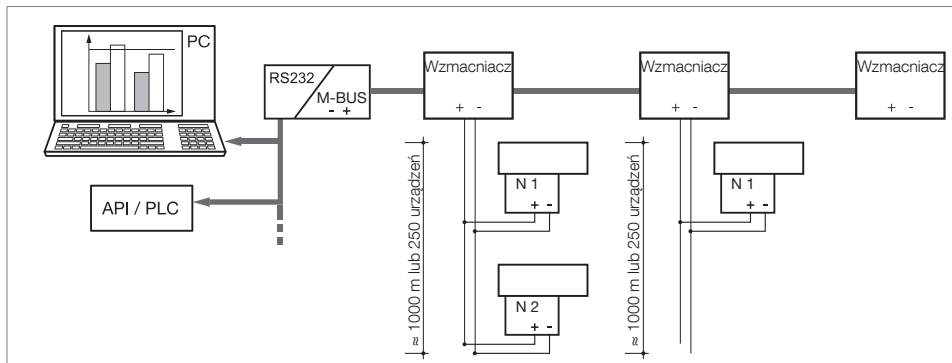 PC
RS232
M-BUS
- +
API / PLC
Wzmacniacz
+ -
≈ 1000 m lub 250 urządzeń
N 1
+ -
N 2
+ -
Wzmacniacz
+ -
≈ 1000 m lub 250 urządzeń
N 1
+ -
Wzmacniacz
+ -